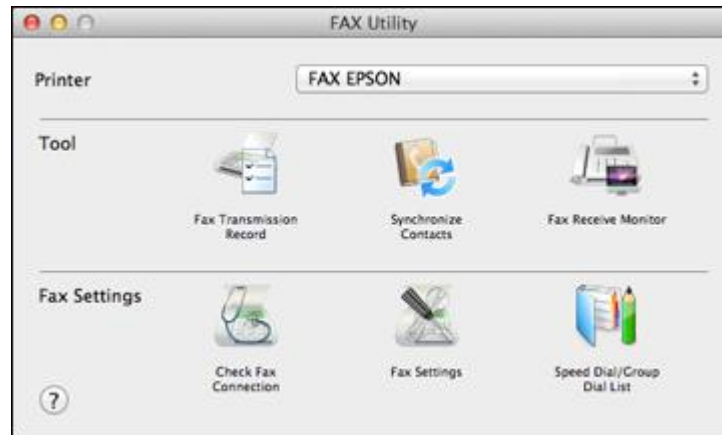 FAX Utility
Printer
FAX EPSON
Tool
Fax Transmission
Record
Synchronize
Contacts
Fax Receive Monitor
Fax Settings
Check Fax
Connection
Fax Settings
Speed Dial/Group
Dial List
?